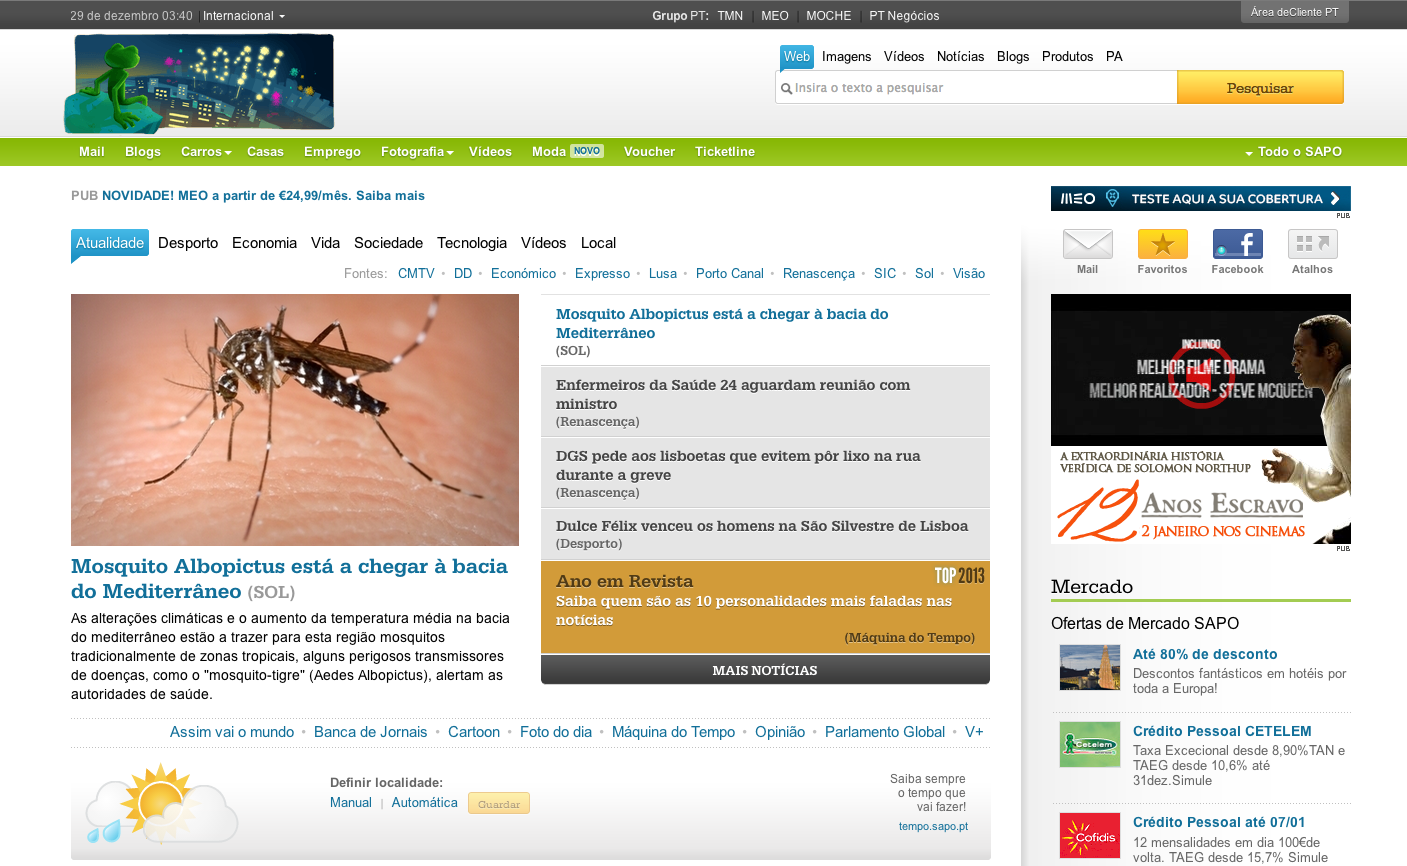 29 de dezembro 03:40 Internacional
Grupo PT: TMN MEO MOCHE PT Negócios
Área deCliente PT
2014
Web Imagens Vídeos Notícias Blogs Produtos PA
Insira o texto a pesquisar
Pesquisar
Mail Blogs Carros Casas Emprego Fotografia Vídeos Moda NOVO Voucher Ticketline
Todo o SAPO
PUB NOVIDADE! MEO a partir de €24,99/mês. Saiba mais
Atualidade Desporto Economia Vida Sociedade Tecnologia Vídeos Local
Fontes: CMTV • DD • Económico • Expresso • Lusa • Porto Canal • Renascença • SIC • Sol • Visão
Mosquito Albopictus está a chegar à bacia
do Mediterrâneo (SOL)
As alterações climáticas e o aumento da temperatura média na bacia
do mediterrâneo estão a trazer para esta região mosquitos
tradicionalmente de zonas tropicais, alguns perigosos transmissores
de doenças, como o "mosquito-tigre" (Aedes Albopictus), alertam as
autoridades de saúde.
Mosquito Albopictus está a chegar à bacia do
Mediterrâneo
(SOL)
Enfermeiros da Saúde 24 aguardam reunião com
ministro
(Renascença)
DGS pede aos lisboetas que evitem pôr lixo na rua
durante a greve
(Renascença)
Dulce Félix venceu os homens na São Silvestre de Lisboa
(Desporto)
Ano em Revista
TOP 2013
Saiba quem são as 10 personalidades mais faladas nas
notícias
(Máquina do Tempo)
MAIS NOTÍCIAS
Assim vai o mundo • Banca de Jornais • Cartoon • Foto do dia • Máquina do Tempo • Opinião • Parlamento Global • V+
Definir localidade:
Manual | Automática Guardar
Saiba sempre
o tempo que
vai fazer!
tempo.sapo.pt
MEO TESTE AQUI A SUA COBERTURA
PUB
Mail Favoritos Facebook Atalhos
INCLUINDO
MELHOR FILME DRAMA
MELHOR REALIZADOR - STEVE MCQUEEN
A EXTRAORDINÁRIA HISTÓRIA
VERÍDICA DE SOLOMON NORTHUP
12 ANOS ESCRAVO
2 JANEIRO NOS CINEMAS
PUB
Mercado
Ofertas de Mercado SAPO
Até 80% de desconto
Descontos fantásticos em hotéis por
toda a Europa!
Cetelem
Crédito Pessoal CETELEM
Taxa Excecional desde 8,90%TAN e
TAEG desde 10,6% até
31dez.Simule
Cofidis
Crédito Pessoal até 07/01
12 mensalidades em dia 100€de
volta. TAEG desde 15,7% Simule